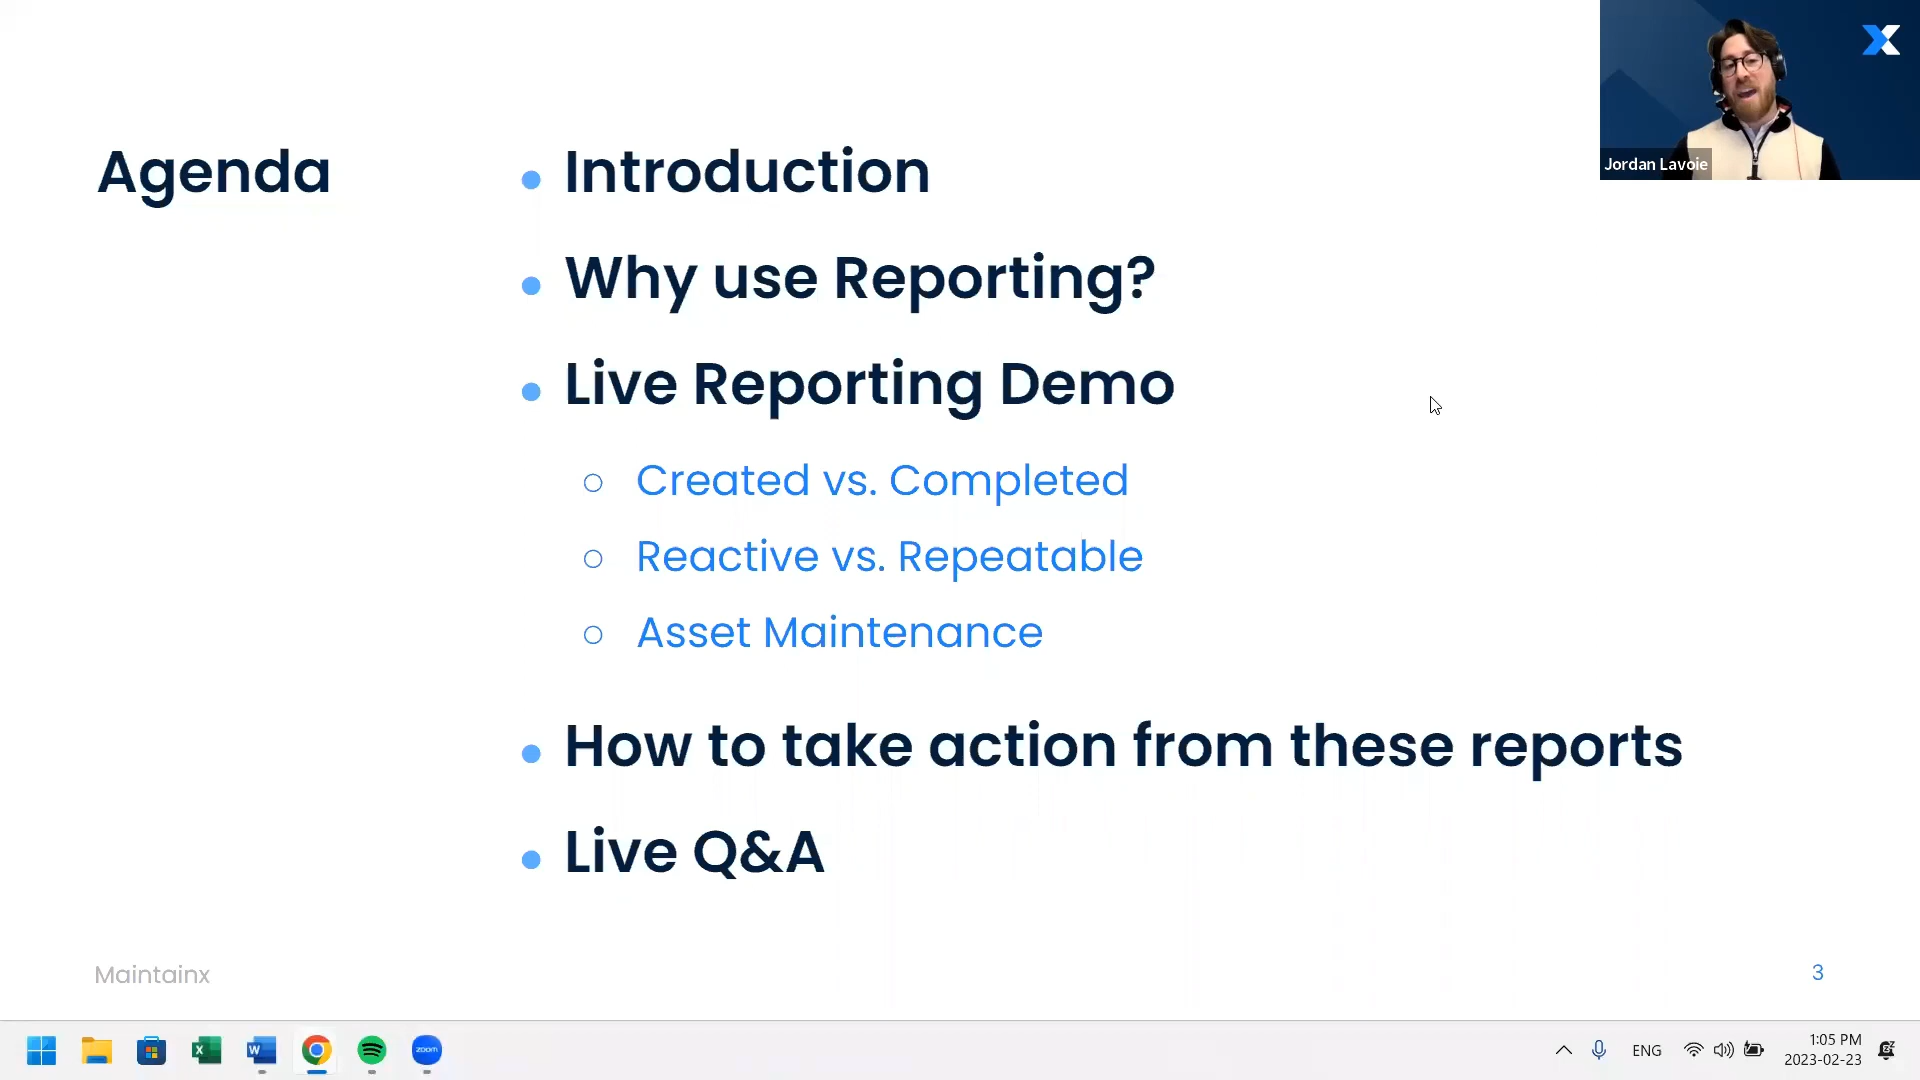 Agenda
Introduction
Why use Reporting?
Live Reporting Demo
Created vs. Completed
Reactive vs. Repeatable
Asset Maintenance
How to take action from these reports
Live Q&A
Maintainx
3
Jordan Lavoie
zoom
ENG
1:05 PM
2023-02-23